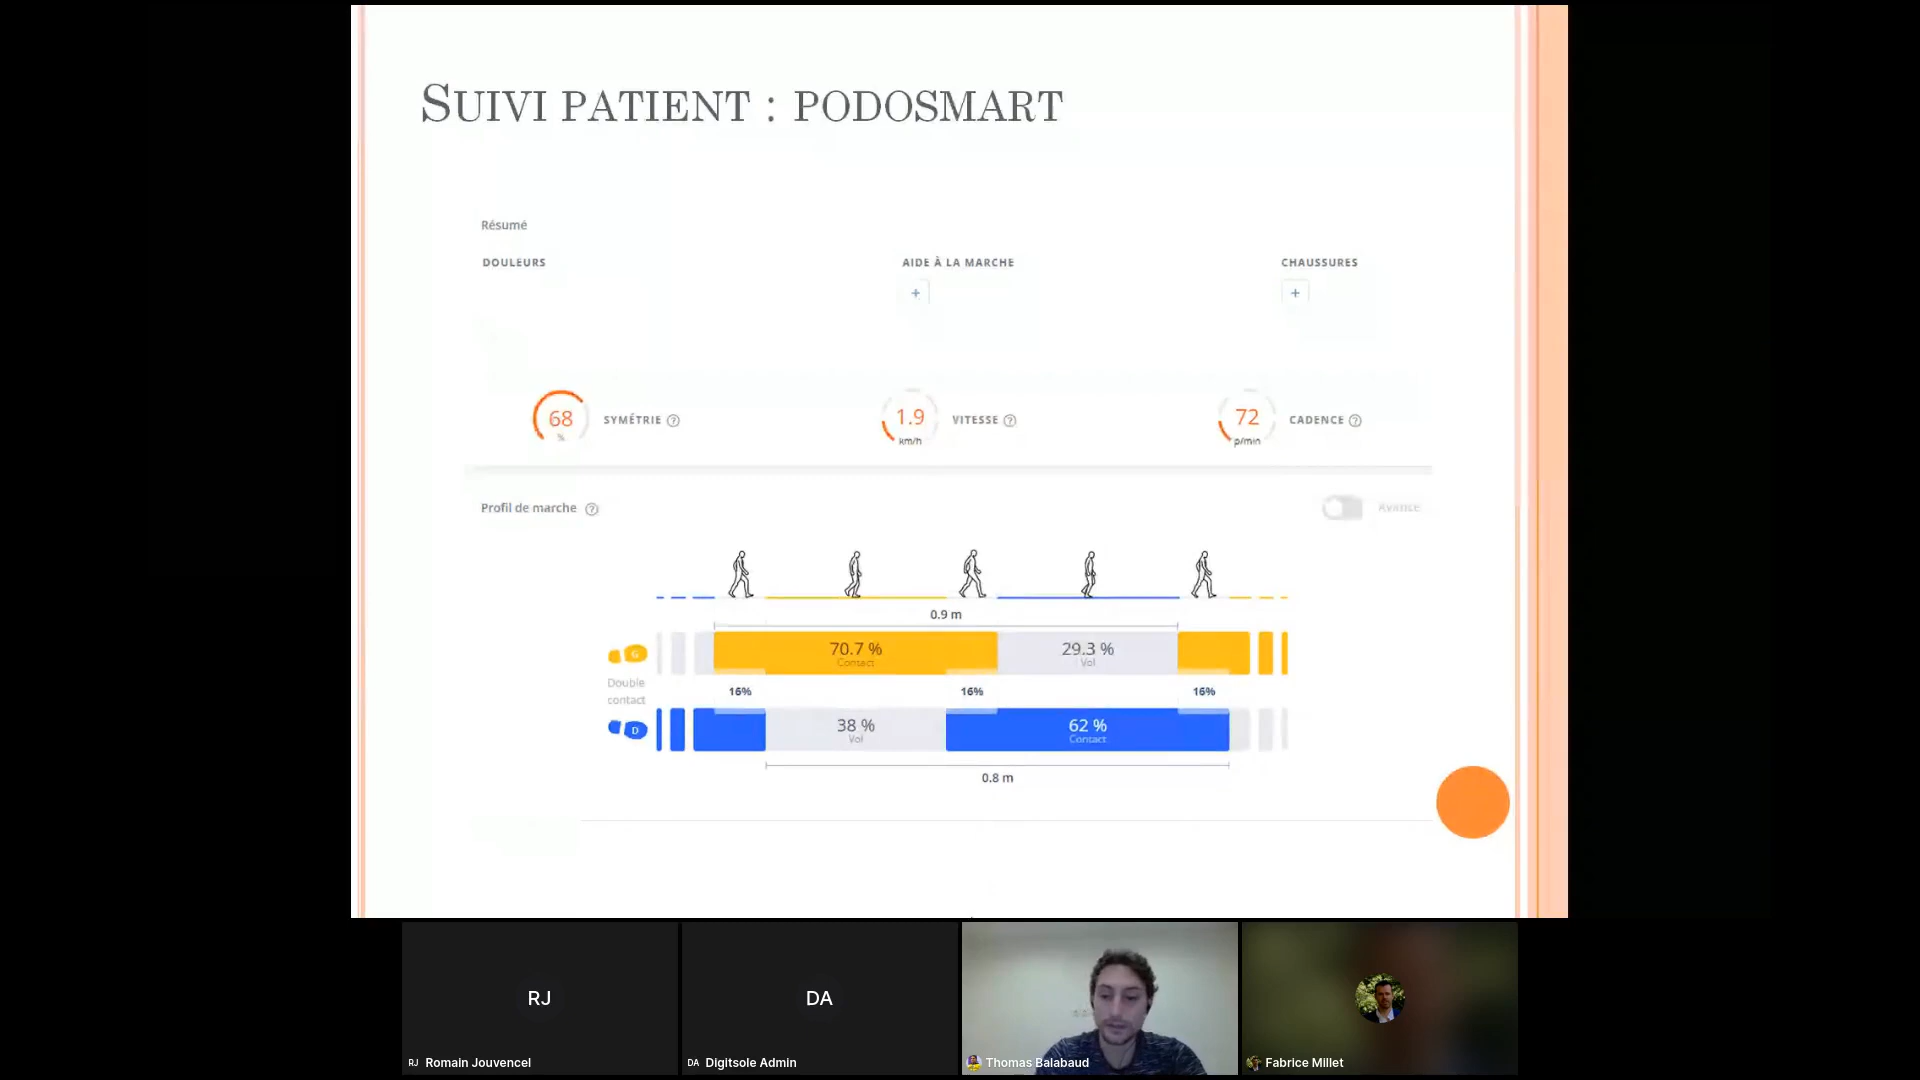 SUIVI PATIENT : PODOSMART
Résumé
DOULEURS
AIDE À LA MARCHE
CHAUSSURES
+
+
68
%
SYMÉTRIE ?
1.9
km/h
VITESSE ?
72
p/min
CADENCE ?
Profil de marche ?
AVANCÉ
0.9 m
G
70.7 %
Contact
29.3 %
Vol
Double
contact
16%
16%
16%
D
38 %
Vol
62 %
Contact
0.8 m
RJ
DA
RJ Romain Jouvencel
DA Digitsole Admin
Thomas Balabaud
Fabrice Millet